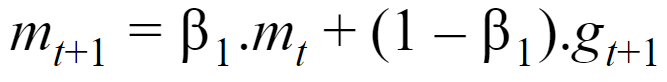 m_{t+1} = β_1.m_t + (1 – β_1).g_{t+1}